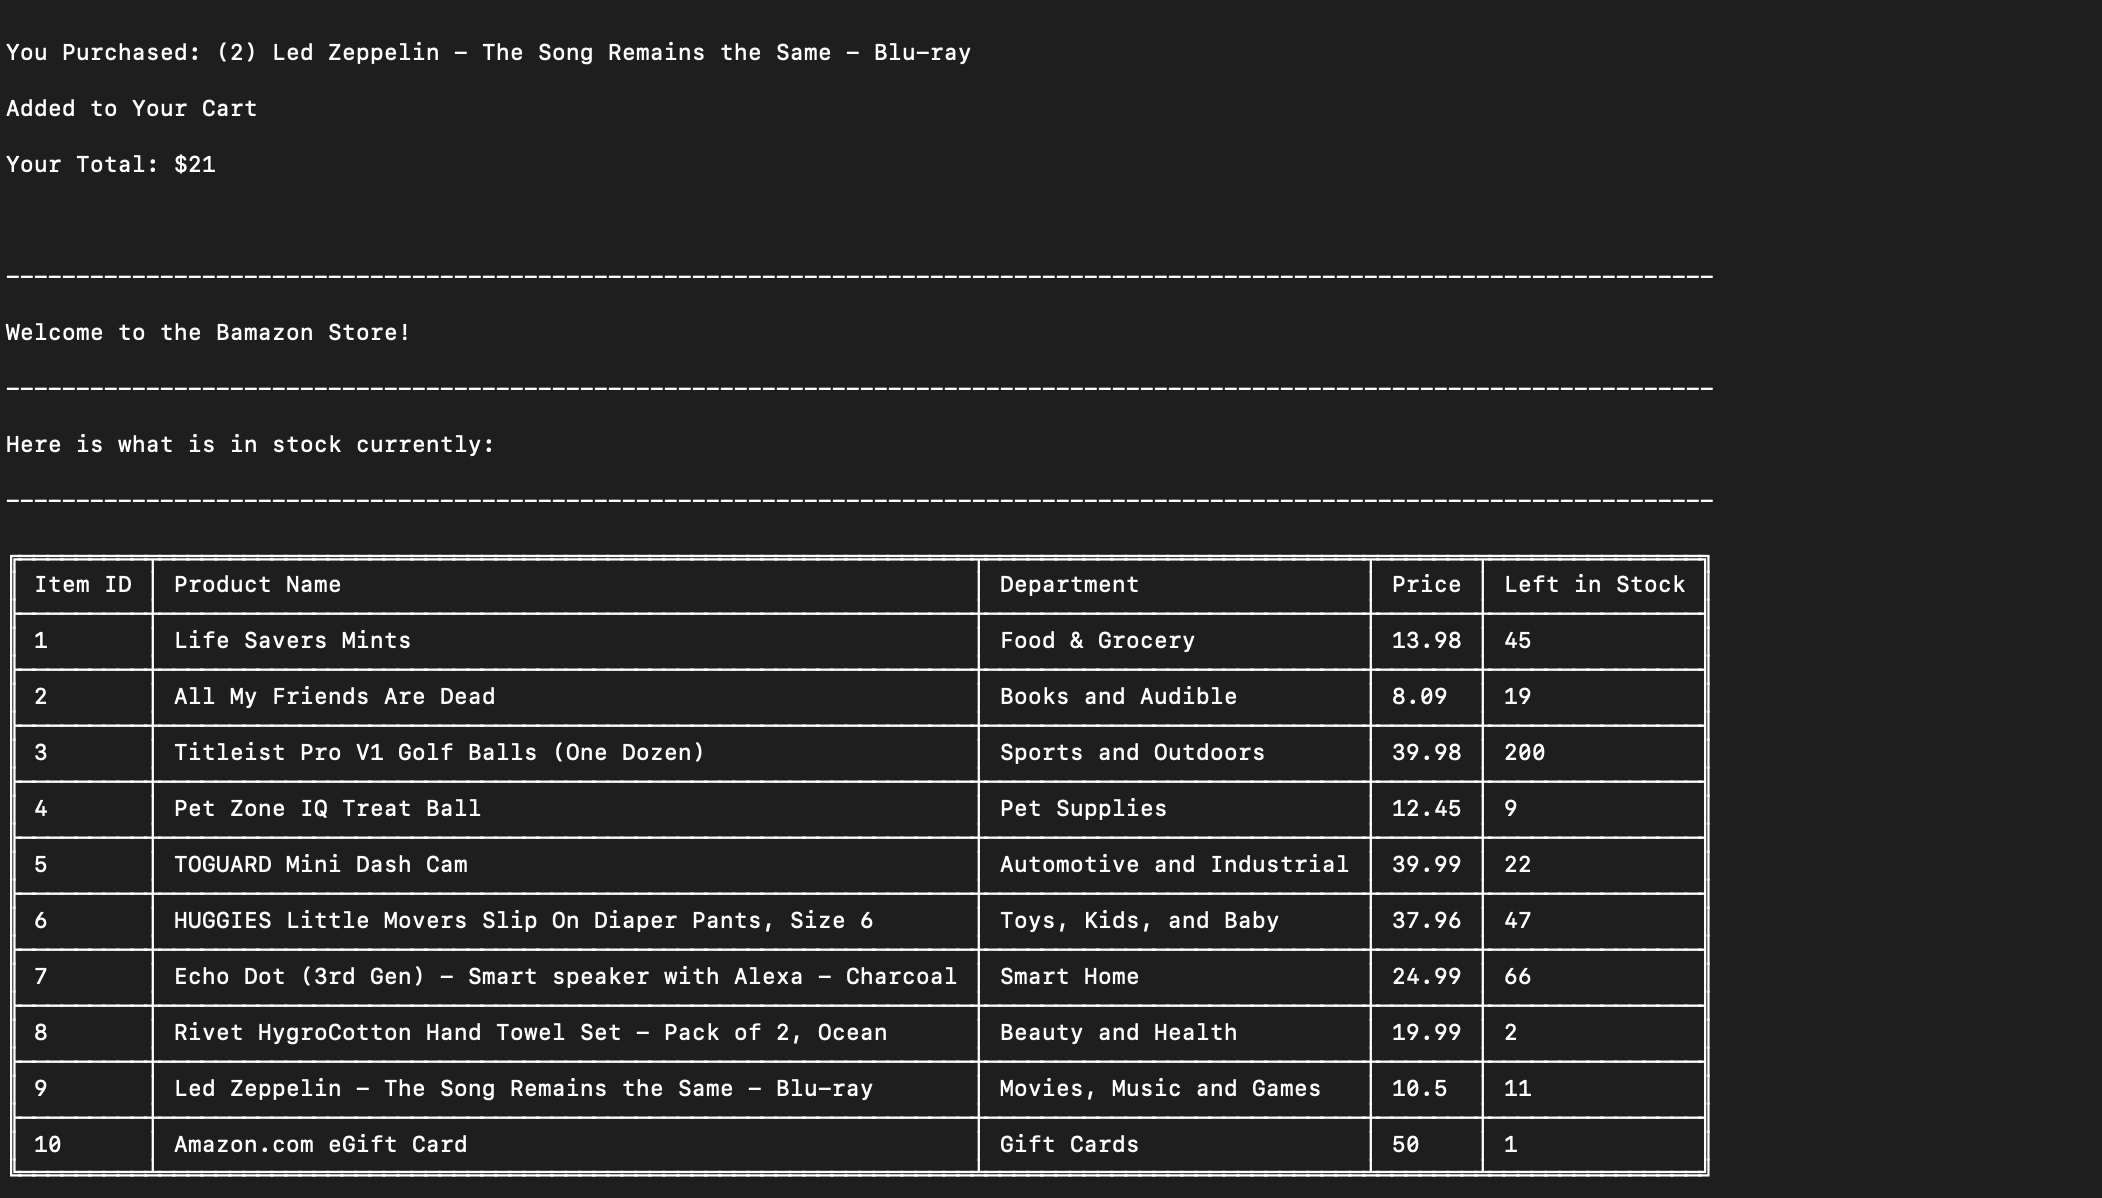 You Purchased: (2) Led Zeppelin - The Song Remains the Same - Blu-ray
Added to Your Cart
Your Total: $21
--------------------------------------------------------------------------------------------------------------------------
Welcome to the Bamazon Store!
--------------------------------------------------------------------------------------------------------------------------
Here is what is in stock currently:
--------------------------------------------------------------------------------------------------------------------------
Item ID Product Name Department Price Left in Stock
1 Life Savers Mints Food & Grocery 13.98 45
2 All My Friends Are Dead Books and Audible 8.09 19
3 Titleist Pro V1 Golf Balls (One Dozen) Sports and Outdoors 39.98 200
4 Pet Zone IQ Treat Ball Pet Supplies 12.45 9
5 TOGUARD Mini Dash Cam Automotive and Industrial 39.99 22
6 HUGGIES Little Movers Slip On Diaper Pants, Size 6 Toys, Kids, and Baby 37.96 47
7 Echo Dot (3rd Gen) - Smart speaker with Alexa - Charcoal Smart Home 24.99 66
8 Rivet HygroCotton Hand Towel Set - Pack of 2, Ocean Beauty and Health 19.99 2
9 Led Zeppelin - The Song Remains the Same - Blu-ray Movies, Music and Games 10.5 11
10 Amazon.com eGift Card Gift Cards 50 1